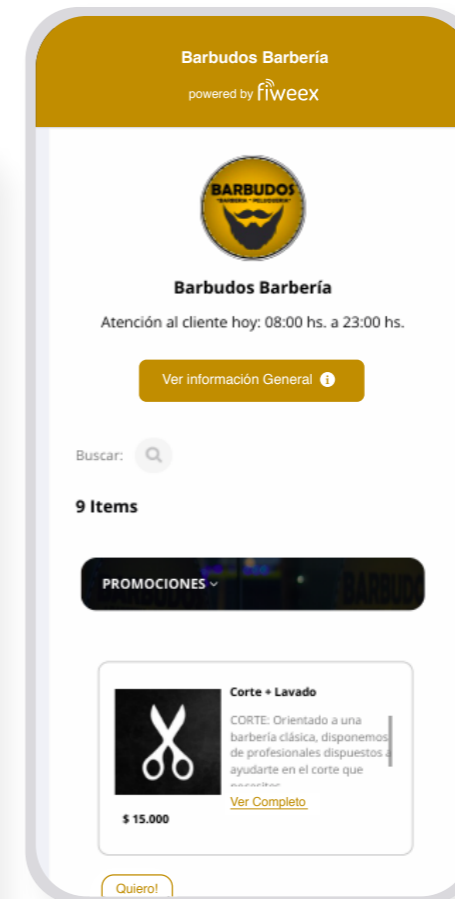 Barbudos Barbería
powered by fiweex
BARBUDOS
Barbudos Barbería
Atención al cliente hoy: 08:00 hs. a 23:00 hs.
Ver información General
Buscar:
9 Items
PROMOCIONES
Corte + Lavado
CORTE: Orientado a una
barbería clásica, disponemos
de profesionales dispuestos a
ayudarte en el corte que
Ver Completo
$ 15.000
Quiero!